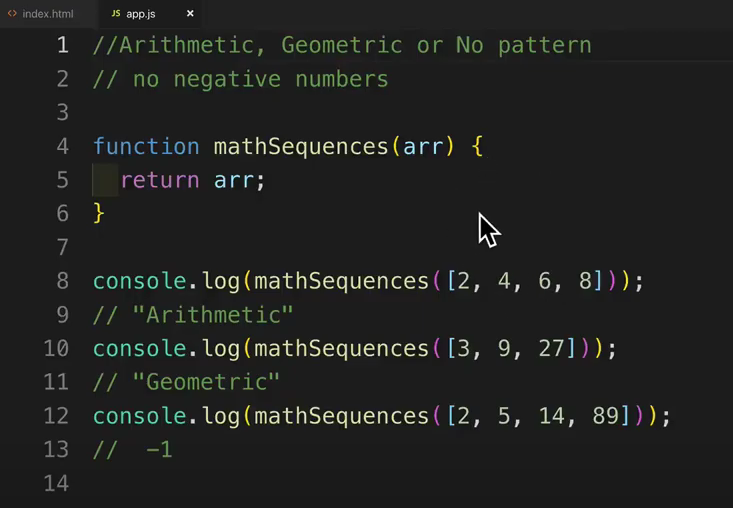 <> index.html JS app.js ×
1 //Arithmetic, Geometric or No pattern
2 // no negative numbers
3
4 function mathSequences(arr) {
5 return arr;
6 }
7
8 console.log(mathSequences([2, 4, 6, 8]));
9 // "Arithmetic"
10 console.log(mathSequences([3, 9, 27]));
11 // "Geometric"
12 console.log(mathSequences([2, 5, 14, 89]));
13 // -1
14